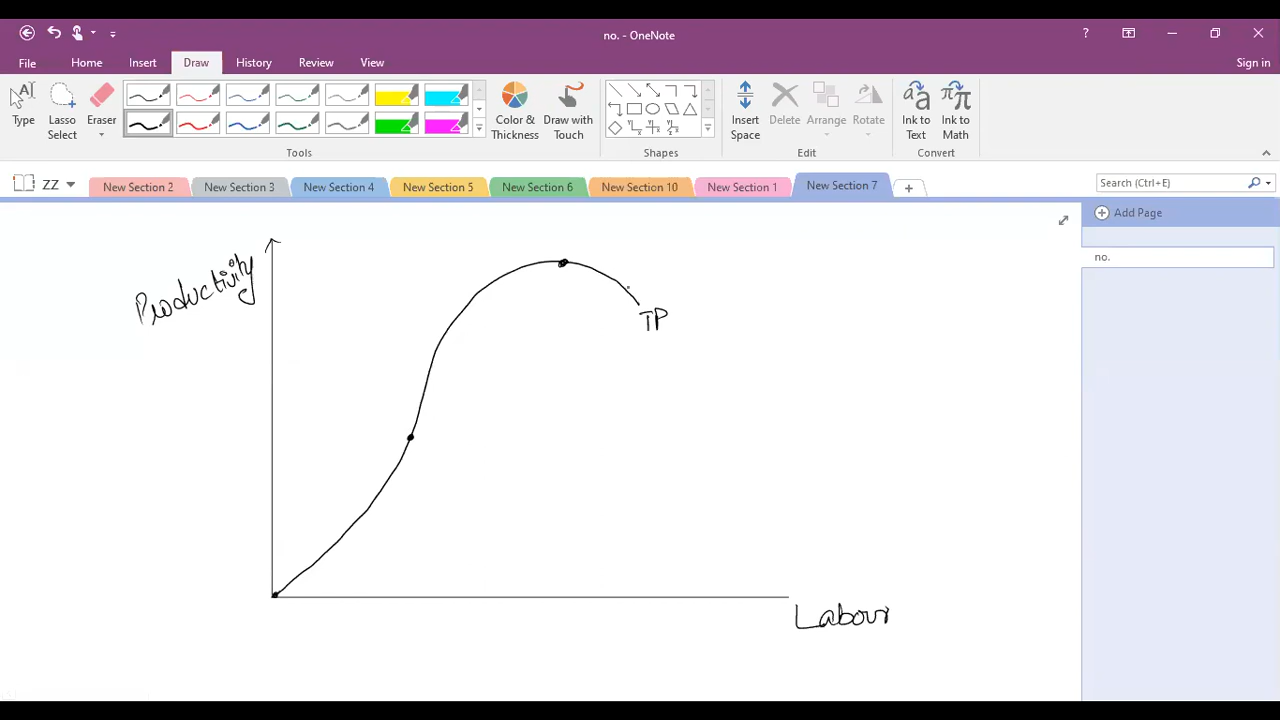 no. - OneNote
?
File
Home
Insert
Draw
History
Review
View
Sign in
Type
Lasso Select
Eraser
Color & Thickness
Draw with Touch
Insert Space
Delete
Arrange
Rotate
Ink to Text
Ink to Math
Tools
Shapes
Edit
Convert
ZZ
New Section 2
New Section 3
New Section 4
New Section 5
New Section 6
New Section 10
New Section 1
New Section 7
Search (Ctrl+E)
Add Page
no.
Productivity
TP
Labour